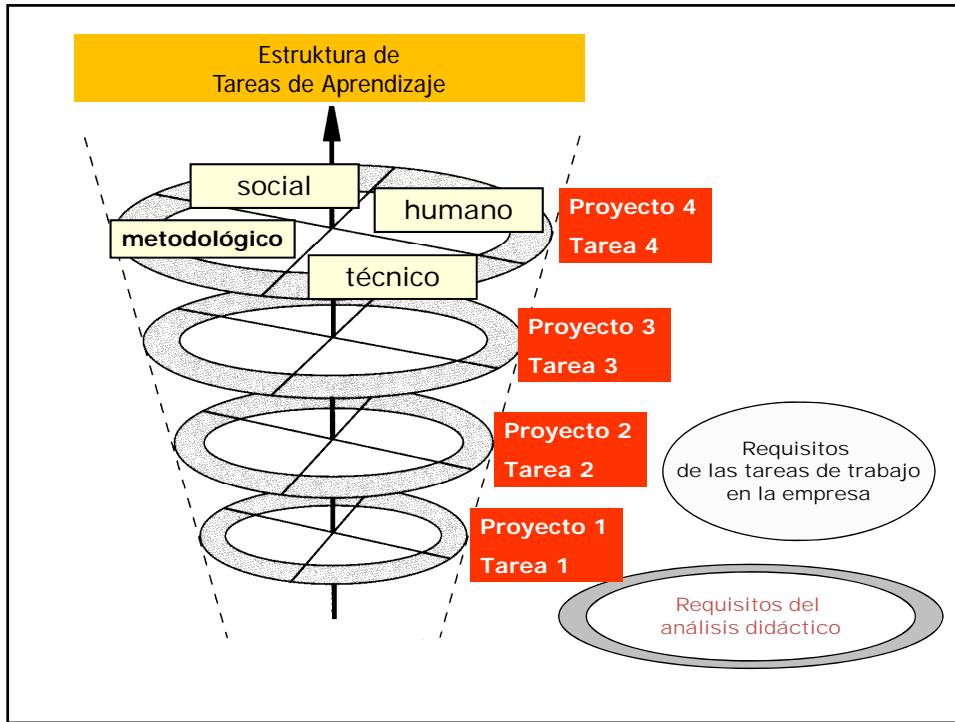 Estruktura de
Tareas de Aprendizaje
social
humano
metodológico
técnico
Proyecto 4
Tarea 4
Proyecto 3
Tarea 3
Proyecto 2
Tarea 2
Proyecto 1
Tarea 1
Requisitos
de las tareas de trabajo
en la empresa
Requisitos del
análisis didáctico